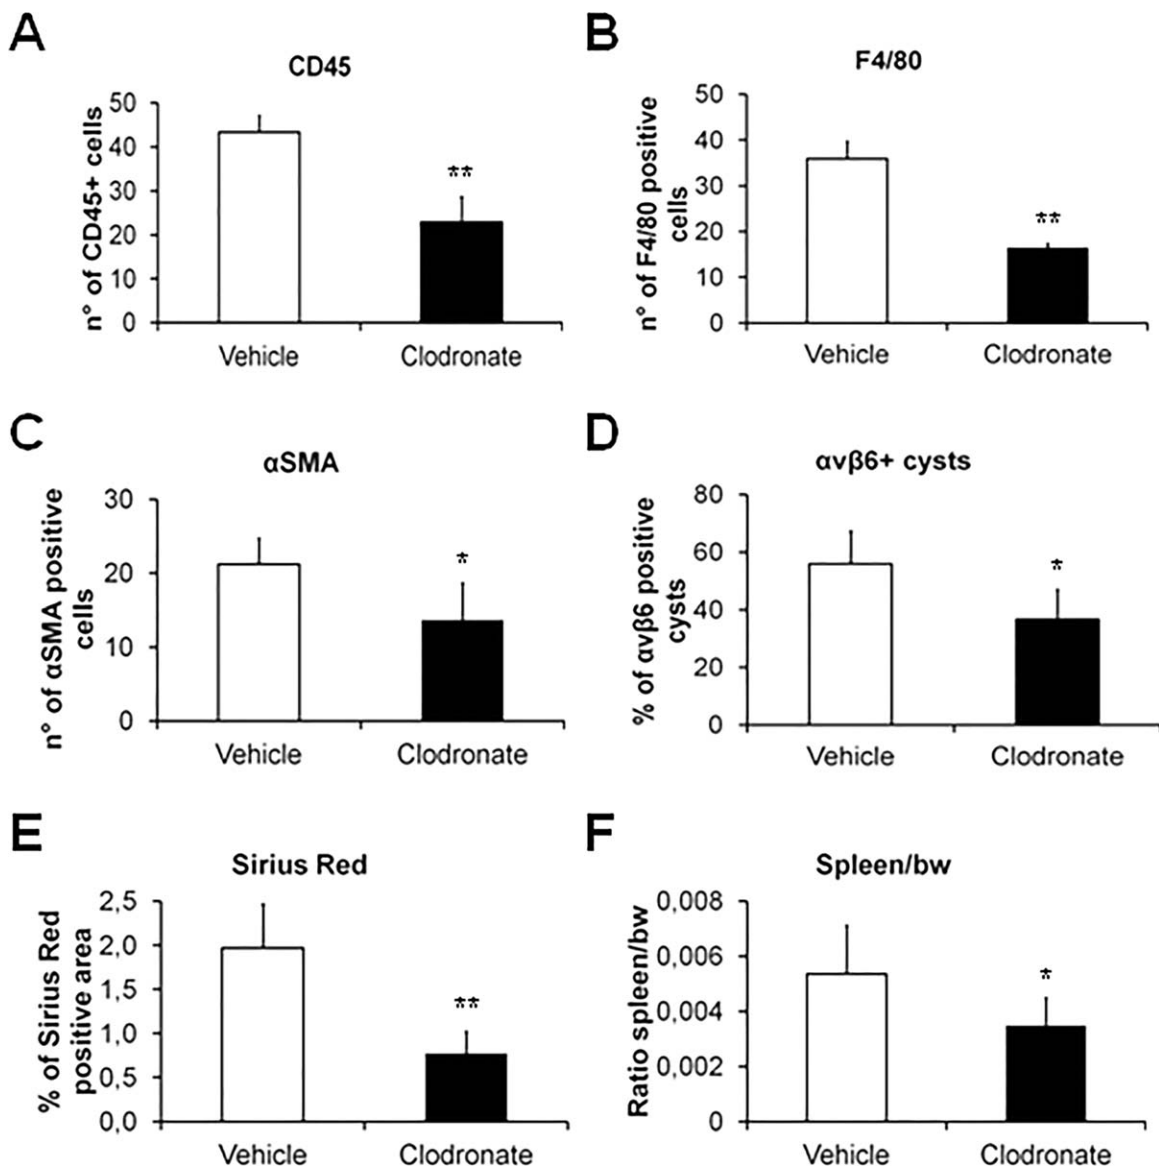 A
CD45
n° of CD45+ cells
50
40
30
20
10
0
**
Vehicle
Clodronate
B
F4/80
n° of F4/80 positive
cells
50
40
30
20
10
0
**
Vehicle
Clodronate
C
αSMA
n° of αSMA positive
cells
30
20
10
0
*
Vehicle
Clodronate
D
αvβ6+ cysts
% of αvβ6 positive
cysts
80
60
40
20
0
*
Vehicle
Clodronate
E
Sirius Red
% of Sirius Red
positive area
2,5
2,0
1,5
1,0
0,5
0,0
**
Vehicle
Clodronate
F
Spleen/bw
Ratio spleen/bw
0,008
0,006
0,004
0,002
0
*
Vehicle
Clodronate